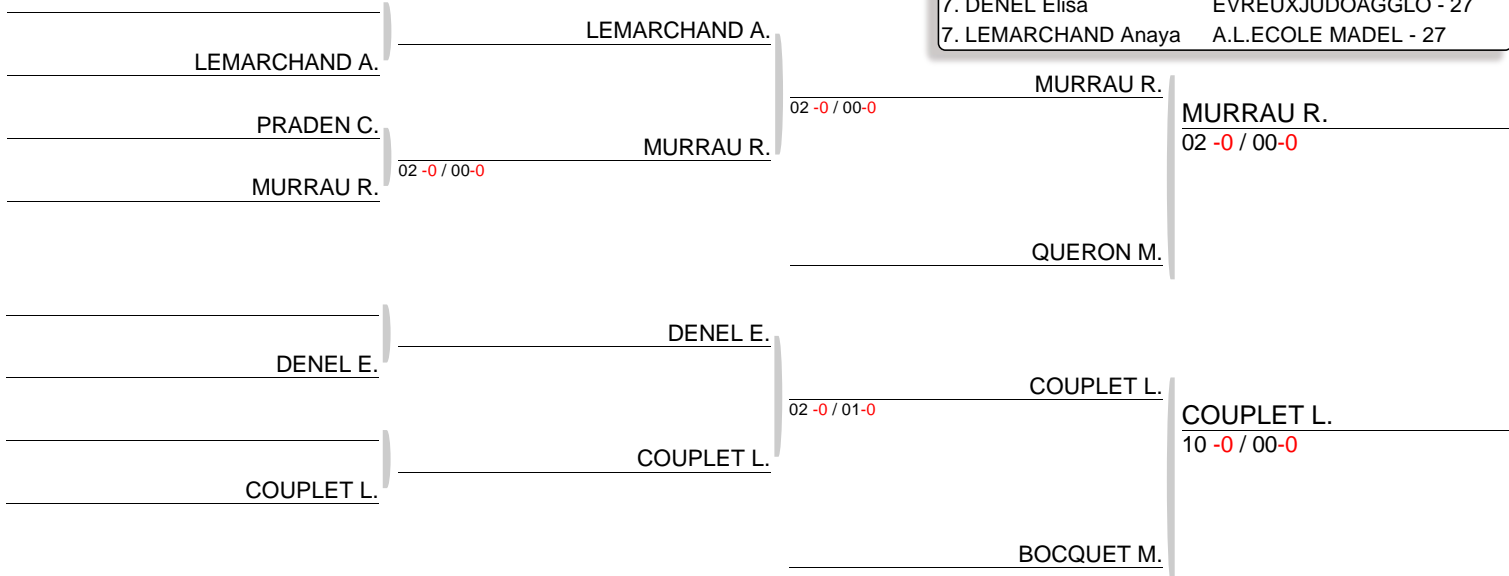 7. DENEL Elisa EVREUXJUDOAGGLO - 27
7. LEMARCHAND Anaya A.L.ECOLE MADEL - 27
LEMARCHAND A.
LEMARCHAND A.
MURRAU R.
02 -0 / 00-0
MURRAU R.
02 -0 / 00-0
PRADEN C.
MURRAU R.
02 -0 / 00-0
MURRAU R.
QUERON M.
DENEL E.
DENEL E.
COUPLET L.
02 -0 / 01-0
COUPLET L.
10 -0 / 00-0
COUPLET L.
COUPLET L.
BOCQUET M.